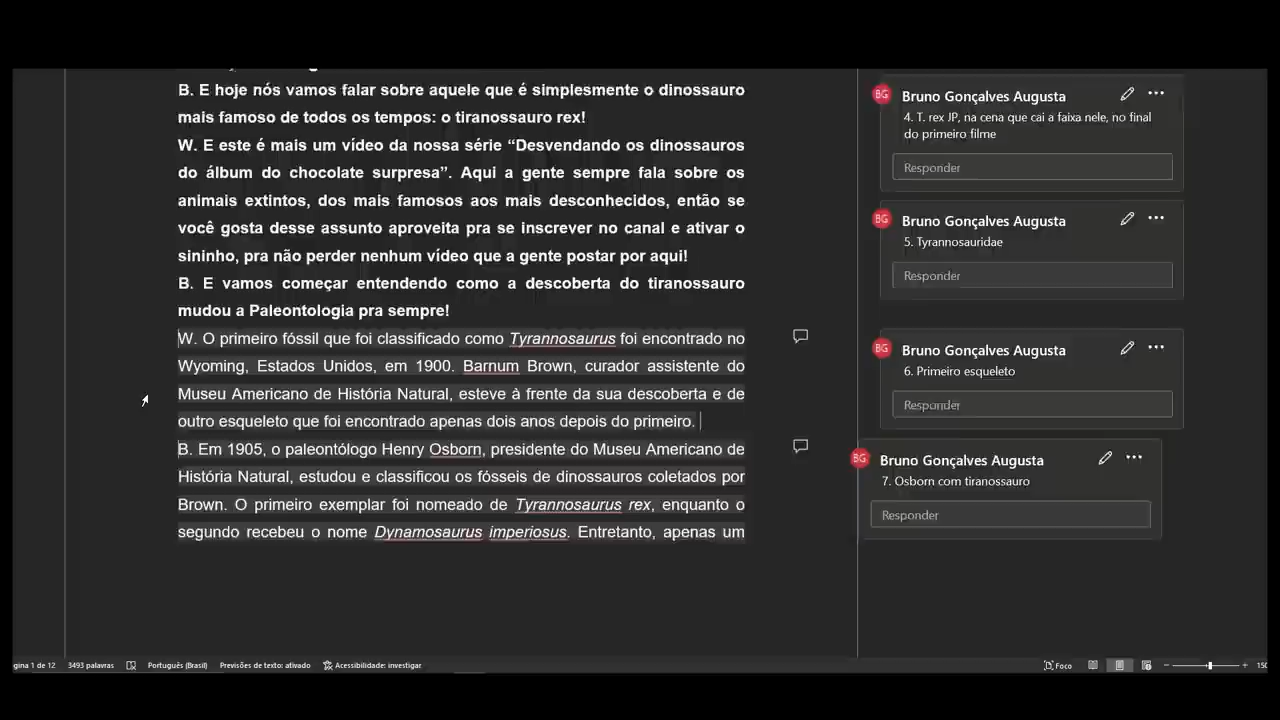 B. E hoje nós vamos falar sobre aquele que é simplesmente o dinossauro
mais famoso de todos os tempos: o tiranossauro rex!
W. E este é mais um vídeo da nossa série “Desvendando os dinossauros
do álbum do chocolate surpresa”. Aqui a gente sempre fala sobre os
animais extintos, dos mais famosos aos mais desconhecidos, então se
você gosta desse assunto aproveita pra se inscrever no canal e ativar o
sininho, pra não perder nenhum vídeo que a gente postar por aqui!
B. E vamos começar entendendo como a descoberta do tiranossauro
mudou a Paleontologia pra sempre!
W. O primeiro fóssil que foi classificado como Tyrannosaurus foi encontrado no
Wyoming, Estados Unidos, em 1900. Barnum Brown, curador assistente do
Museu Americano de História Natural, esteve à frente da sua descoberta e de
outro esqueleto que foi encontrado apenas dois anos depois do primeiro.
B. Em 1905, o paleontólogo Henry Osborn, presidente do Museu Americano de
História Natural, estudou e classificou os fósseis de dinossauros coletados por
Brown. O primeiro exemplar foi nomeado de Tyrannosaurus rex, enquanto o
segundo recebeu o nome Dynamosaurus imperiosus. Entretanto, apenas um
BG Bruno Gonçalves Augusta
4. T. rex JP, na cena que cai a faixa nele, no final
do primeiro filme
Responder
BG Bruno Gonçalves Augusta
5. Tyrannosauridae
Responder
BG Bruno Gonçalves Augusta
6. Primeiro esqueleto
Responder
BG Bruno Gonçalves Augusta
7. Osborn com tiranossauro
Responder
gina 1 de 12 3493 palavras Português (Brasil) Previsões de texto: ativado Acessibilidade: investigar Foco 150